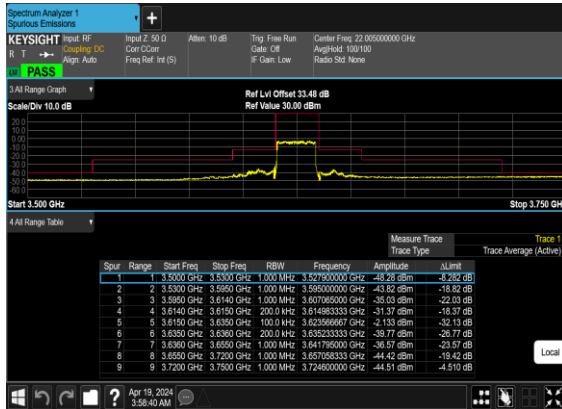 Spectrum Analyzer 1
Spurious Emissions
+
KEYSIGHT Input: RF Input Z: 50 Ω Atten: 10 dB Trig: Free Run Center Freq: 22.005000000 GHz
R T Coupling: DC Corr CCorr Gate: Off Avg|Hold: 100/100
Align: Auto Freq Ref: Int (S) IF Gain: Low Radio Std: None
LXI PASS
3 All Range Graph
Ref Lvl Offset 33.48 dB
Scale/Div 10.0 dB Ref Value 30.00 dBm
20.0
10.0
0.00
-10.0
-20.0
-30.0
-40.0
-50.0
-60.0
Start 3.500 GHz Stop 3.750 GH
4 All Range Table
Measure Trace Trace 1
Trace Type Trace Average (Active)
Spur Range Start Freq Stop Freq RBW Frequency Amplitude ΔLimit
1 1 3.5000 GHz 3.5300 GHz 1.000 MHz 3.527900000 GHz -48.28 dBm -8.282 dB
2 2 3.5300 GHz 3.5950 GHz 1.000 MHz 3.595000000 GHz -43.82 dBm -18.82 dB
3 3 3.5950 GHz 3.6140 GHz 1.000 MHz 3.607065000 GHz -35.03 dBm -22.03 dB
4 4 3.6140 GHz 3.6150 GHz 200.0 kHz 3.614983333 GHz -31.37 dBm -18.37 dB
5 5 3.6150 GHz 3.6350 GHz 100.0 kHz 3.623566667 GHz -2.133 dBm -32.13 dB
6 6 3.6350 GHz 3.6360 GHz 200.0 kHz 3.635233333 GHz -39.77 dBm -26.77 dB
7 7 3.6360 GHz 3.6550 GHz 1.000 MHz 3.641795000 GHz -36.57 dBm -23.57 dB
8 8 3.6550 GHz 3.7200 GHz 1.000 MHz 3.657058333 GHz -44.42 dBm -19.42 dB
9 9 3.7200 GHz 3.7500 GHz 1.000 MHz 3.724600000 GHz -44.51 dBm -4.510 dB
Local
? Apr 19, 2024
3:58:40 AM